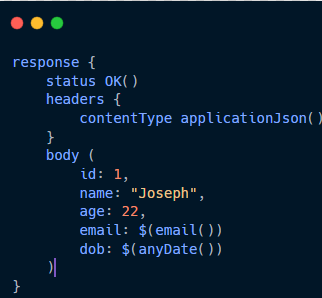 response {
    status OK()
    headers {
        contentType applicationJson()
    }
    body (
        id: 1,
        name: "Joseph",
        age: 22,
        email: $(email())
        dob: $(anyDate())
    )
}